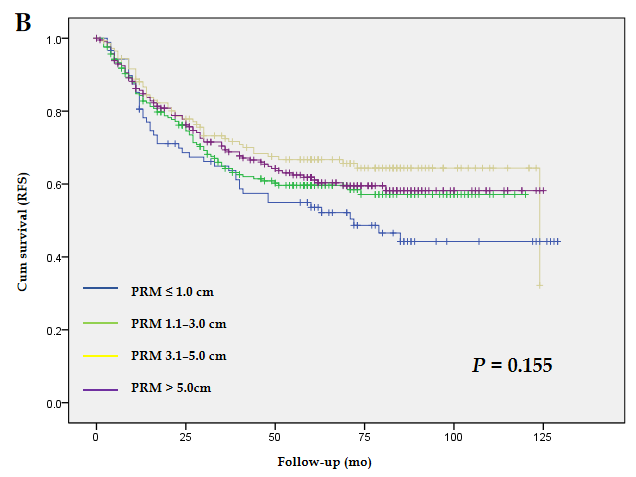 B
Cum survival (RFS)
1.0
0.8
0.6
0.4
0.2
0.0
PRM ≤ 1.0 cm
PRM 1.1–3.0 cm
PRM 3.1–5.0 cm
PRM > 5.0cm
P = 0.155
0 25 50 75 100 125
Follow-up (mo)